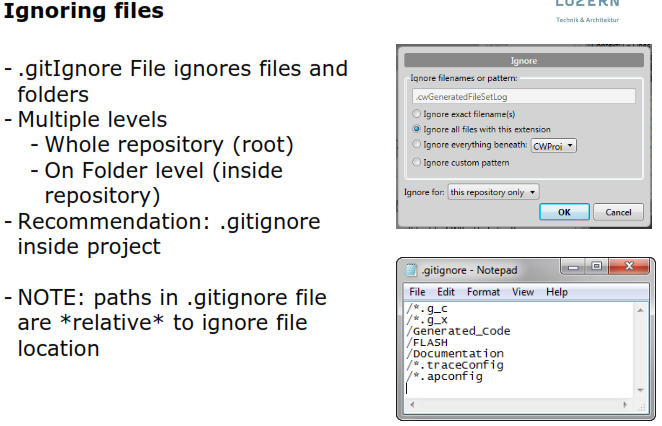 Ignoring files
LUZERN
Technik & Architektur
- .gitIgnore File ignores files and
folders
- Multiple levels
- Whole repository (root)
- On Folder level (inside
repository)
- Recommendation: .gitignore
inside project
- NOTE: paths in .gitignore file
are *relative* to ignore file
location
Ignore
Ignore filenames or pattern:
.cwGeneratedFileSetLog
Ignore exact filename(s)
Ignore all files with this extension
Ignore everything beneath: CWProj
Ignore custom pattern
Ignore for: this repository only
OK Cancel
.gitignore - Notepad
File Edit Format View Help
/*.g_c
/*.g_x
/Generated_Code
/FLASH
/Documentation
/*.traceConfig
/*.apconfig